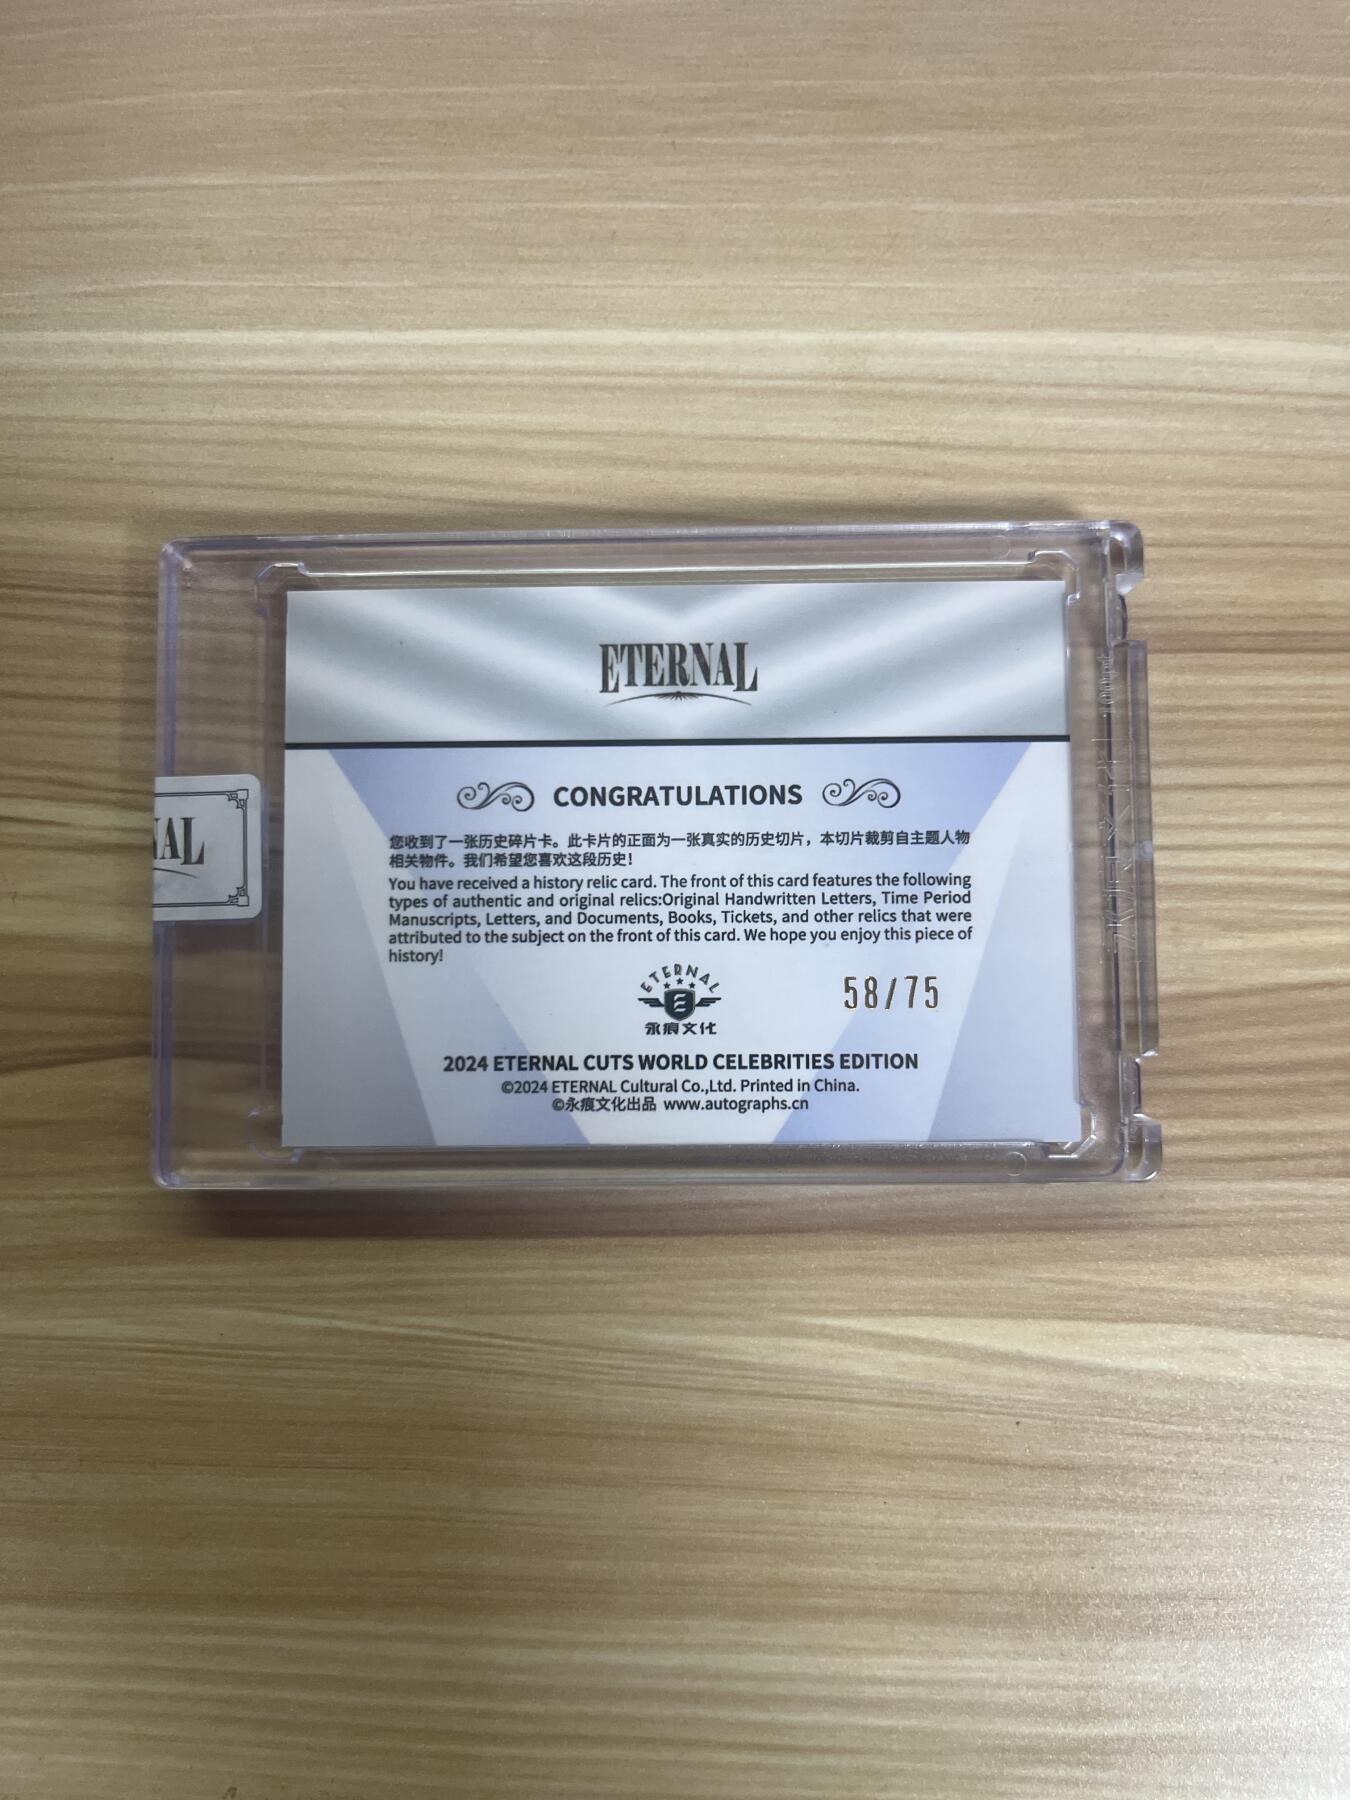 ETERNAL
CONGRATULATIONS
您收到了一张历史碎片卡。此卡片的正面为一张真实的历史切片，本切片裁剪自主题人物
相关物件。我们希望您喜欢这段历史！
You have received a history relic card. The front of this card features the following
types of authentic and original relics:Original Handwritten Letters, Time Period
Manuscripts, Letters, and Documents, Books, Tickets, and other relics that were
attributed to the subject on the front of this card. We hope you enjoy this piece of
history!
NAL
ETERNAL
E
永痕文化
58/75
2024 ETERNAL CUTS WORLD CELEBRITIES EDITION
©2024 ETERNAL Cultural Co.,Ltd. Printed in China.
©永痕文化出品 www.autographs.cn